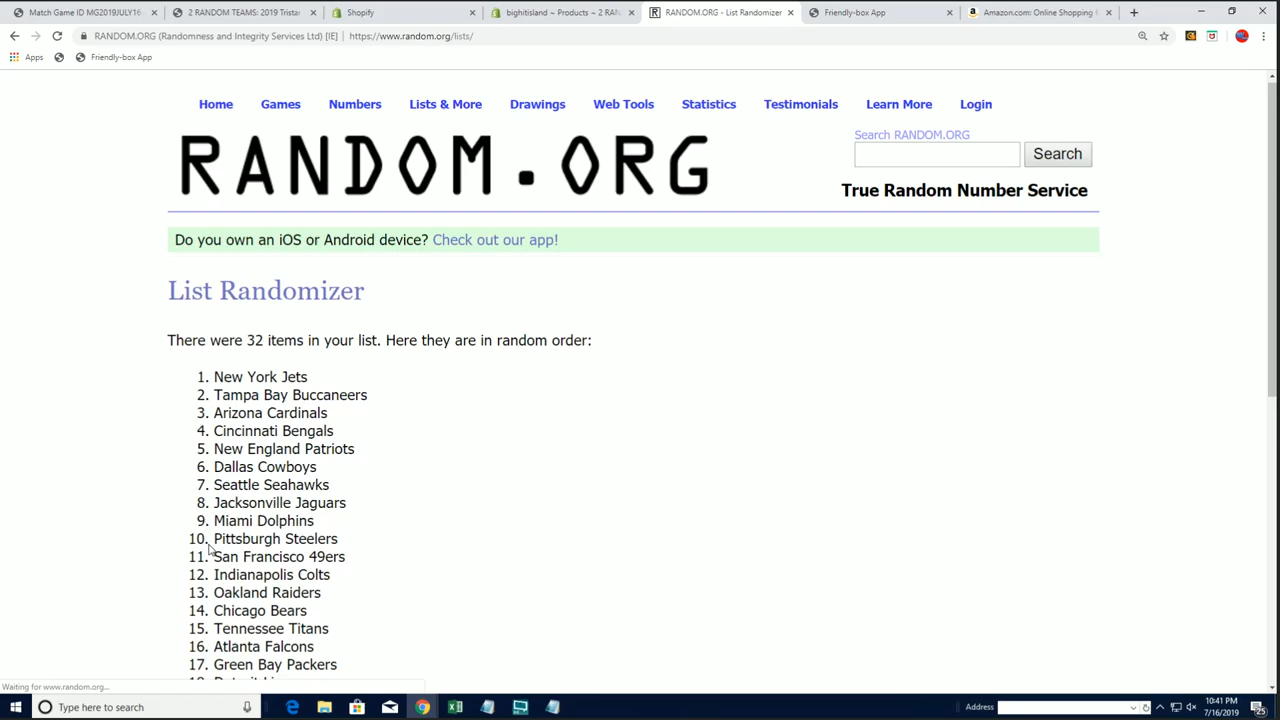 Match Game ID MG2019JULY16
2 RANDOM TEAMS: 2019 Tristar
Shopify
bighitisland ~ Products ~ 2 RAN
RANDOM.ORG - List Randomizer
Friendly-box App
Amazon.com: Online Shopping
RANDOM.ORG (Randomness and Integrity Services Ltd) [IE] | https://www.random.org/lists/
Apps
Friendly-box App
Home Games Numbers Lists & More Drawings Web Tools Statistics Testimonials Learn More Login
RANDOM.ORG
Search RANDOM.ORG
Search
True Random Number Service
Do you own an iOS or Android device? Check out our app!
List Randomizer
There were 32 items in your list. Here they are in random order:
1. New York Jets
2. Tampa Bay Buccaneers
3. Arizona Cardinals
4. Cincinnati Bengals
5. New England Patriots
6. Dallas Cowboys
7. Seattle Seahawks
8. Jacksonville Jaguars
9. Miami Dolphins
10. Pittsburgh Steelers
11. San Francisco 49ers
12. Indianapolis Colts
13. Oakland Raiders
14. Chicago Bears
15. Tennessee Titans
16. Atlanta Falcons
17. Green Bay Packers
Waiting for www.random.org...
Type here to search
Address
10:41 PM
7/16/2019
25